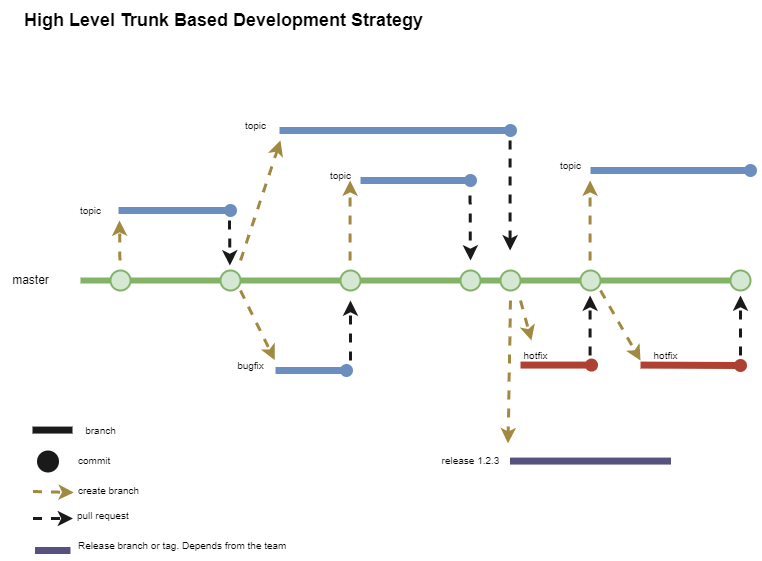 High Level Trunk Based Development Strategy
topic
topic
topic
topic
master
bugfix
hotfix
hotfix
release 1.2.3
branch
commit
create branch
pull request
Release branch or tag. Depends from the team